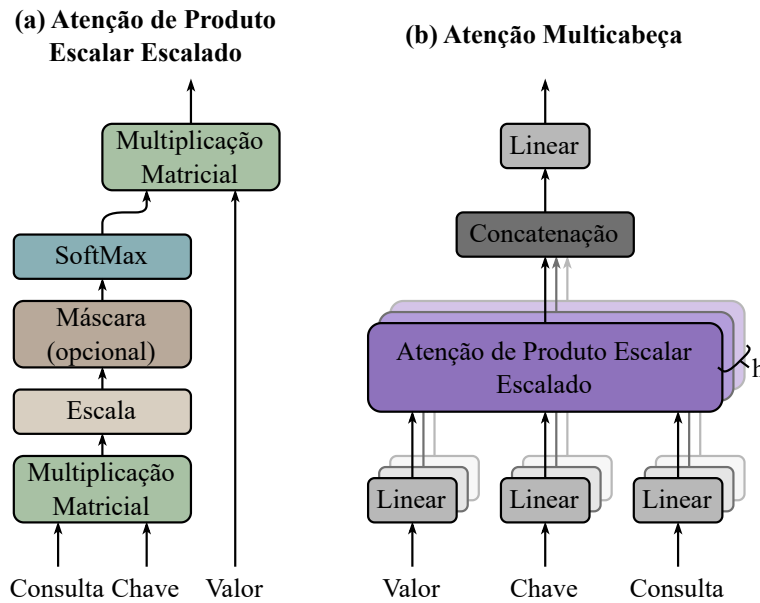 (a) Atenção de Produto
Escalar Escalado
Multiplicação
Matricial
SoftMax
Máscara
(opcional)
Escala
Multiplicação
Matricial
Consulta Chave Valor
(b) Atenção Multicabeça
Linear
Concatenação
Atenção de Produto Escalar
Escalado
h
Linear Linear Linear
Valor Chave Consulta